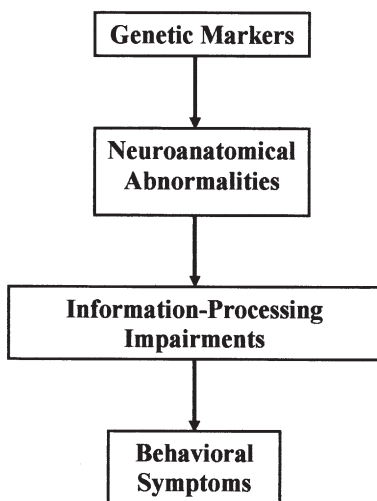 Genetic Markers
Neuroanatomical
Abnormalities
Information-Processing
Impairments
Behavioral
Symptoms